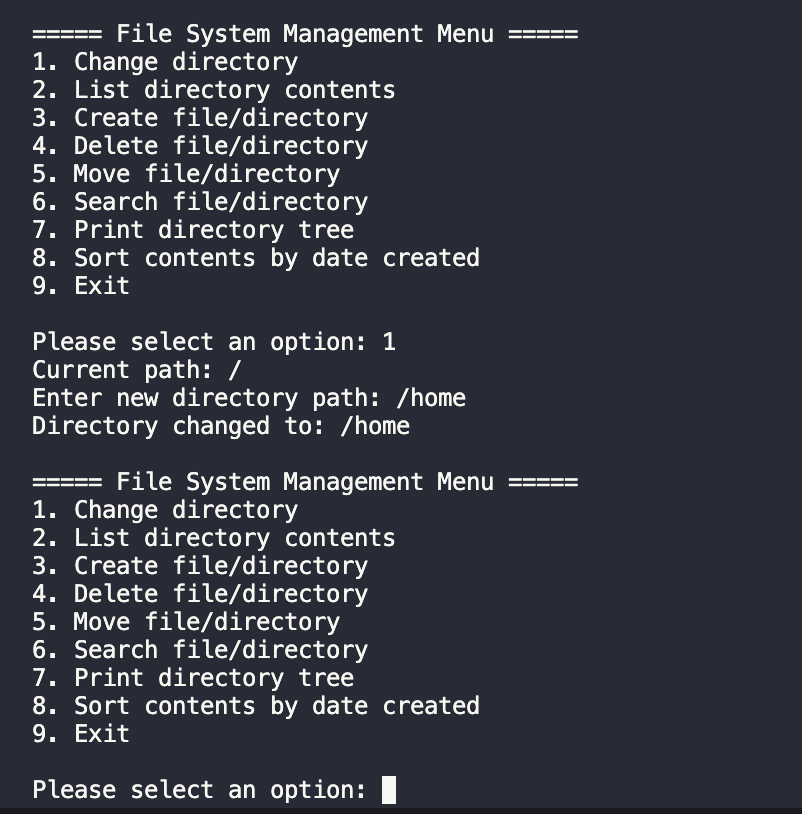 ===== File System Management Menu =====
1. Change directory
2. List directory contents
3. Create file/directory
4. Delete file/directory
5. Move file/directory
6. Search file/directory
7. Print directory tree
8. Sort contents by date created
9. Exit

Please select an option: 1
Current path: /
Enter new directory path: /home
Directory changed to: /home

===== File System Management Menu =====
1. Change directory
2. List directory contents
3. Create file/directory
4. Delete file/directory
5. Move file/directory
6. Search file/directory
7. Print directory tree
8. Sort contents by date created
9. Exit

Please select an option: